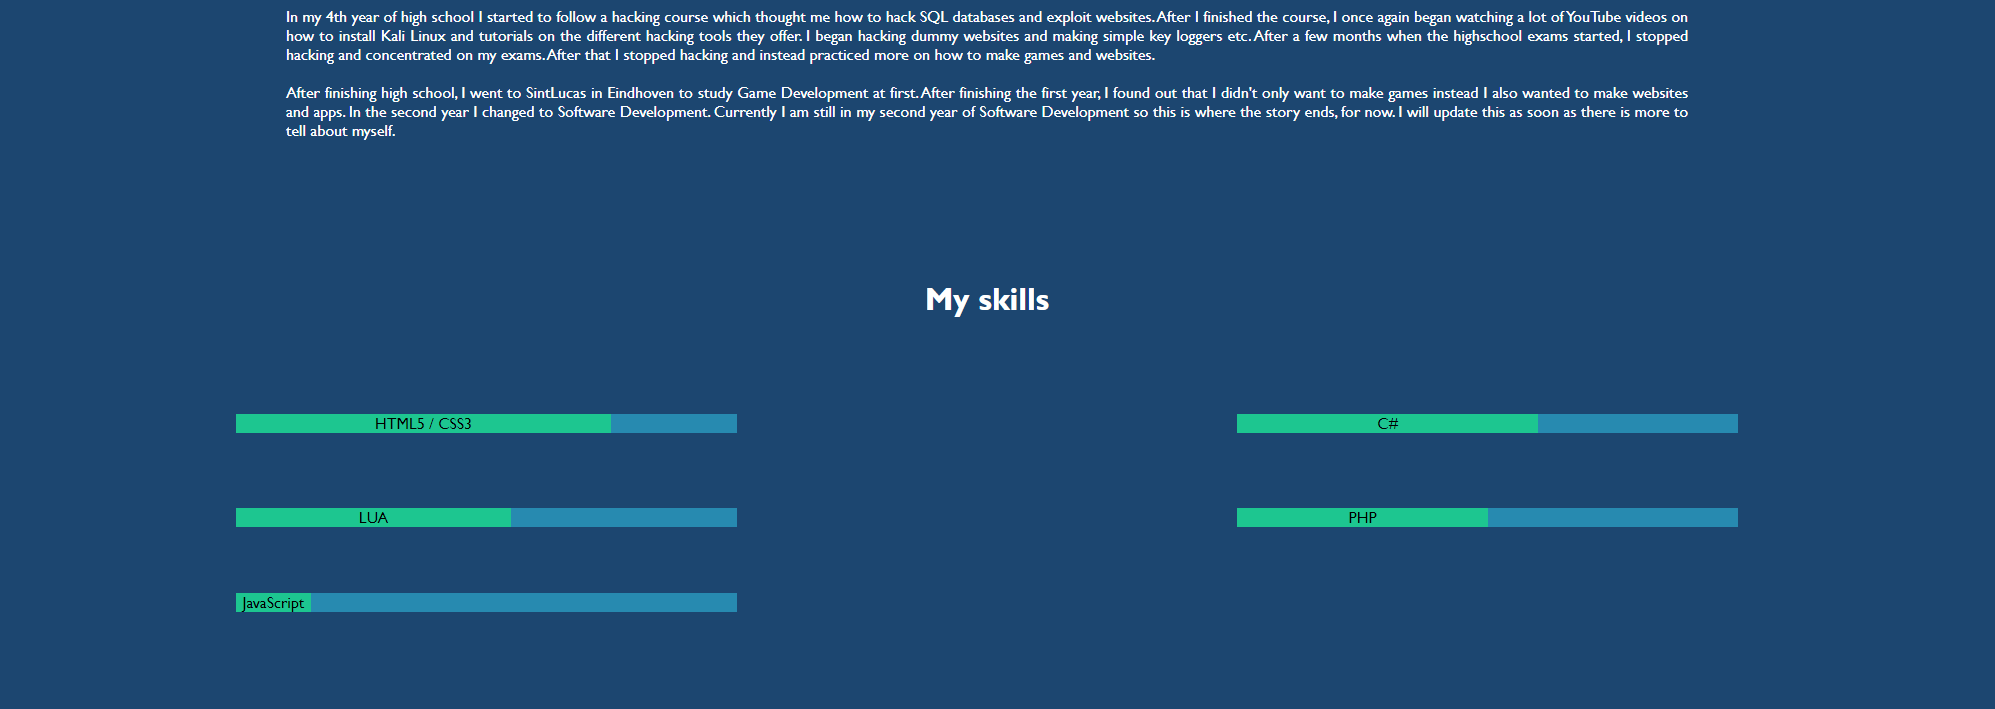 In my 4th year of high school I started to follow a hacking course which thought me how to hack SQL databases and exploit websites. After I finished the course, I once again began watching a lot of YouTube videos on
how to install Kali Linux and tutorials on the different hacking tools they offer. I began hacking dummy websites and making simple key loggers etc. After a few months when the highschool exams started, I stopped
hacking and concentrated on my exams. After that I stopped hacking and instead practiced more on how to make games and websites.
After finishing high school, I went to SintLucas in Eindhoven to study Game Development at first. After finishing the first year, I found out that I didn't only want to make games instead I also wanted to make websites
and apps. In the second year I changed to Software Development. Currently I am still in my second year of Software Development so this is where the story ends, for now. I will update this as soon as there is more to
tell about myself.
My skills
HTML5 / CSS3
C#
LUA
PHP
JavaScript